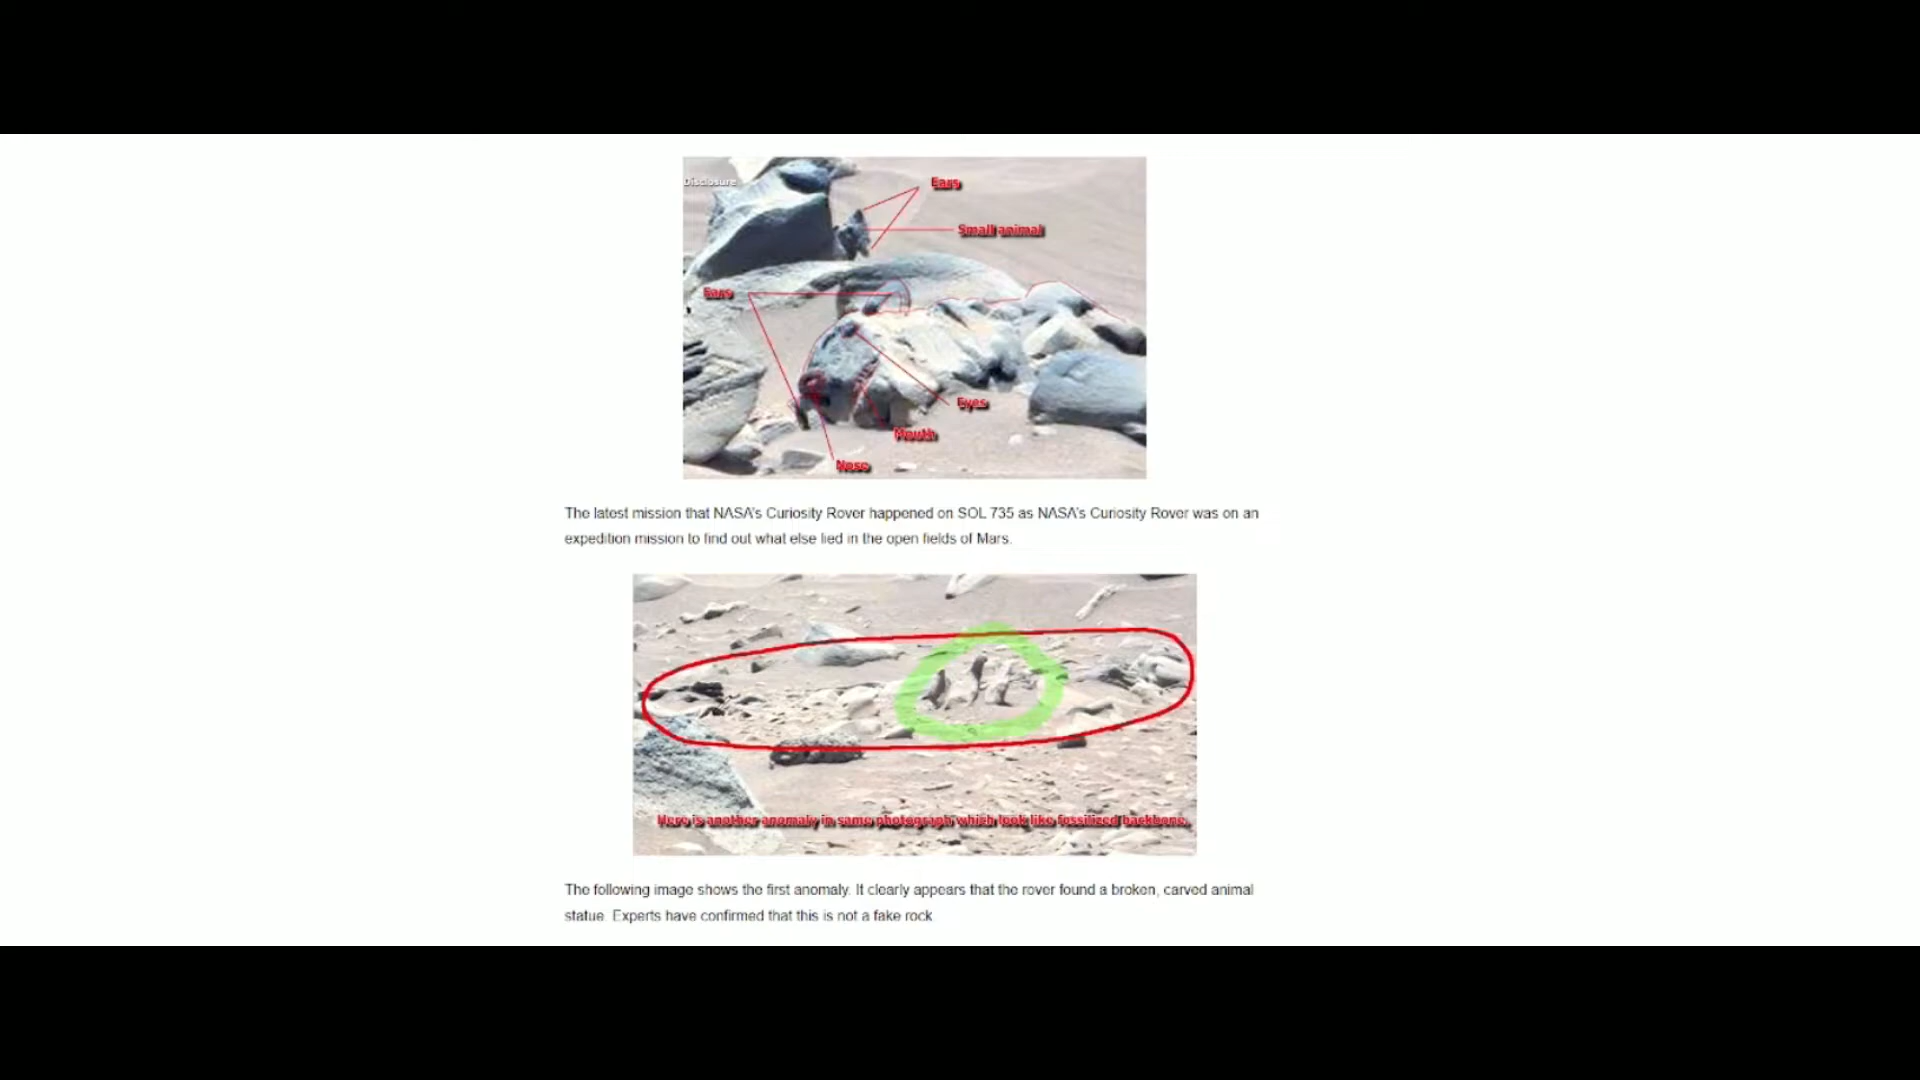 Disclosure
Ears
Small animal
Ears
Eyes
Mouth
Nose
The latest mission that NASA's Curiosity Rover happened on SOL 735 as NASA's Curiosity Rover was on an
expedition mission to find out what else lied in the open fields of Mars.
Here is another anomaly in same photograph which look like fossilized backbone.
The following image shows the first anomaly. It clearly appears that the rover found a broken, carved animal
statue. Experts have confirmed that this is not a fake rock